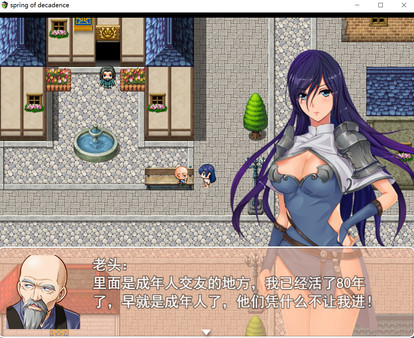 spring of decadence
老头：
里面是成年人交友的地方，我已经活了80年
了，早就是成年人了，他们凭什么不让我进！